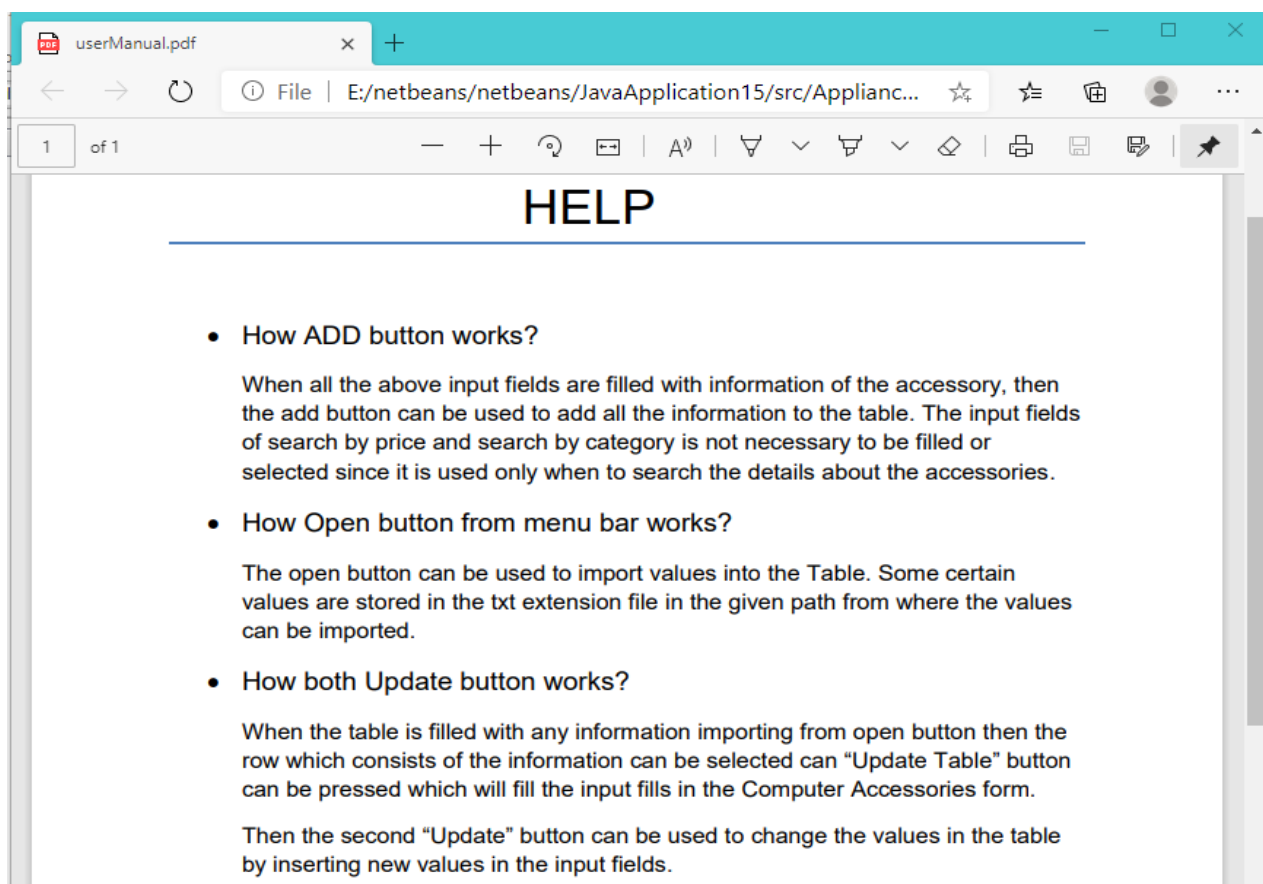 PDF userManual.pdf
File E:/netbeans/netbeans/JavaApplication15/src/Applianc...
1 of 1
HELP
• How ADD button works?
When all the above input fields are filled with information of the accessory, then
the add button can be used to add all the information to the table. The input fields
of search by price and search by category is not necessary to be filled or
selected since it is used only when to search the details about the accessories.
• How Open button from menu bar works?
The open button can be used to import values into the Table. Some certain
values are stored in the txt extension file in the given path from where the values
can be imported.
• How both Update button works?
When the table is filled with any information importing from open button then the
row which consists of the information can be selected can “Update Table” button
can be pressed which will fill the input fills in the Computer Accessories form.
Then the second “Update” button can be used to change the values in the table
by inserting new values in the input fields.